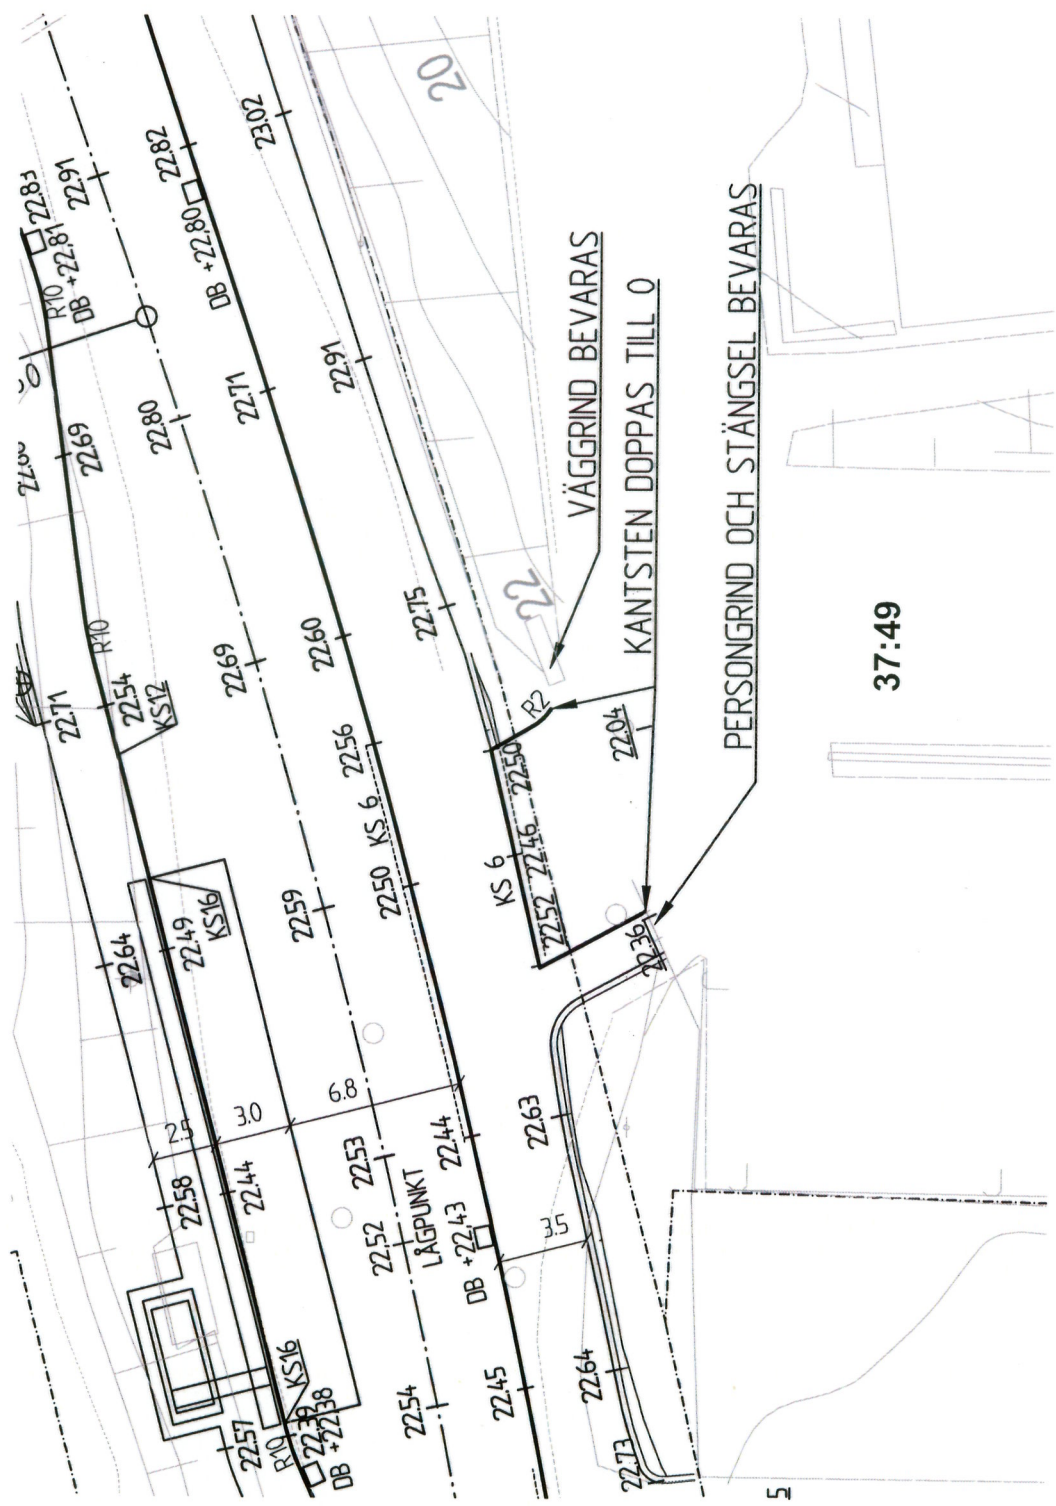 20
22
23.02
22.82
22.91
22.83
R10
DB +22,81
DB +22,80
22.91
22.71
22.80
22.69
VÄGGRIND BEVARAS
KANTSTEN DOPPAS TILL 0
PERSONGRIND OCH STÄNGSEL BEVARAS
22.75
22.60
22.69
R10
22.54
KS12
22.71
R2
22.04
22.50
22.46
22.52
KS 6
22.56
KS 6
22.50
22.59
22.49
KS16
22.64
22.36
37:49
2.5
3.0
6.8
22.63
22.44
22.53
22.44
22.58
22.52
LÅGPUNKT
DB +22,43
3.5
22.64
22.45
22.54
KS16
22.57
R10
22.39
DB +22,38
22.73
5